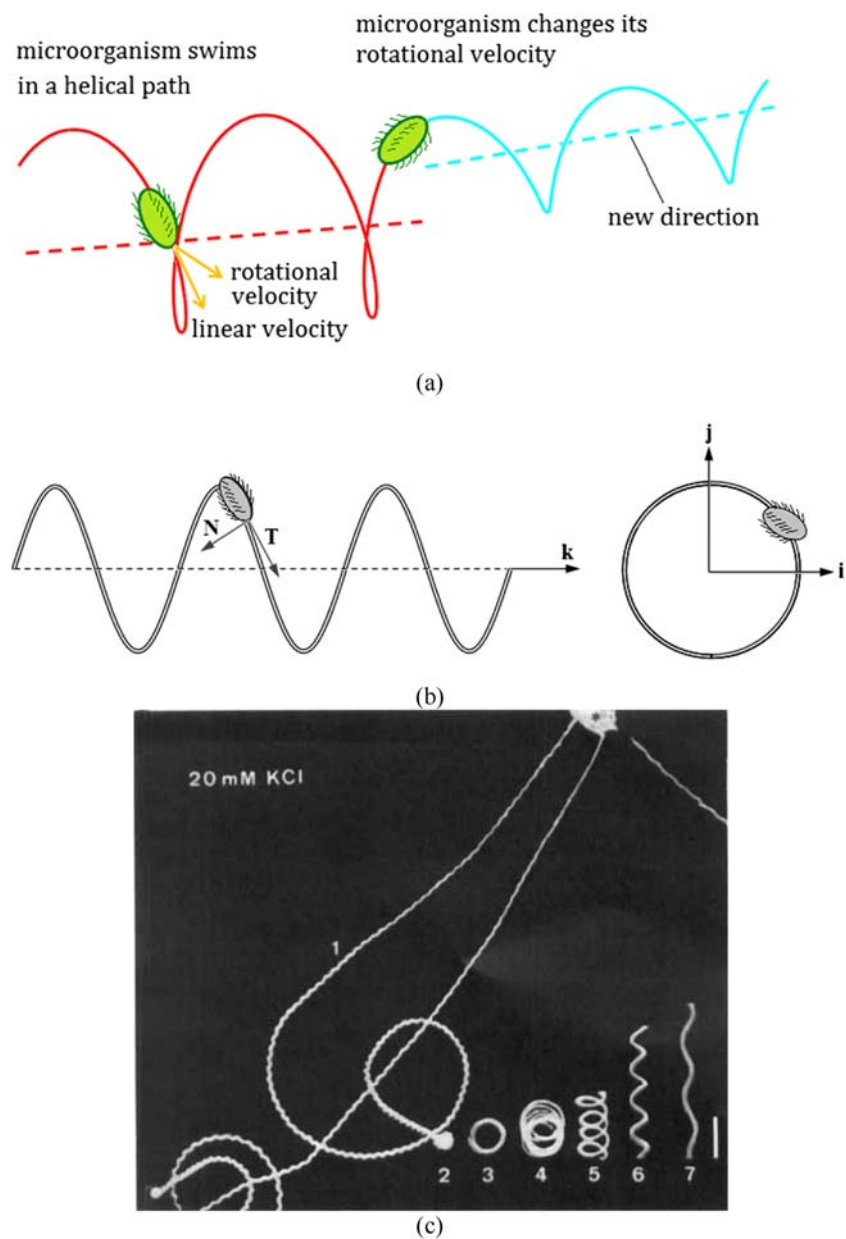 microorganism swims
in a helical path
microorganism changes its
rotational velocity
new direction
rotational
velocity
linear velocity
(a)
N
T
k
j
i
(b)
20 mM KCl
1
2 3 4 5 6 7
(c)